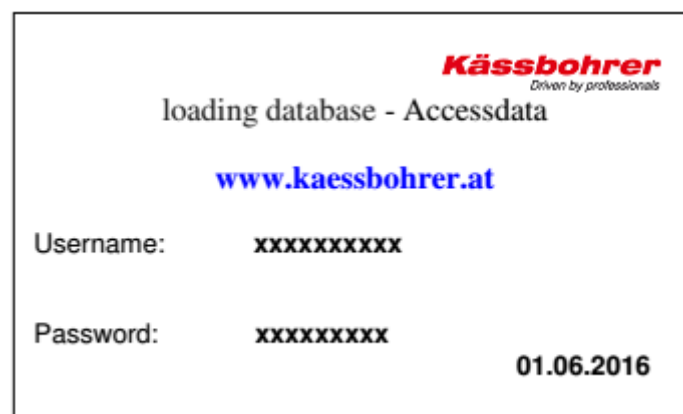 Kässbohrer
Driven by professionals
loading database - Accessdata
www.kaessbohrer.at
Username: xxxxxxxxxx
Password: xxxxxxxxx
01.06.2016